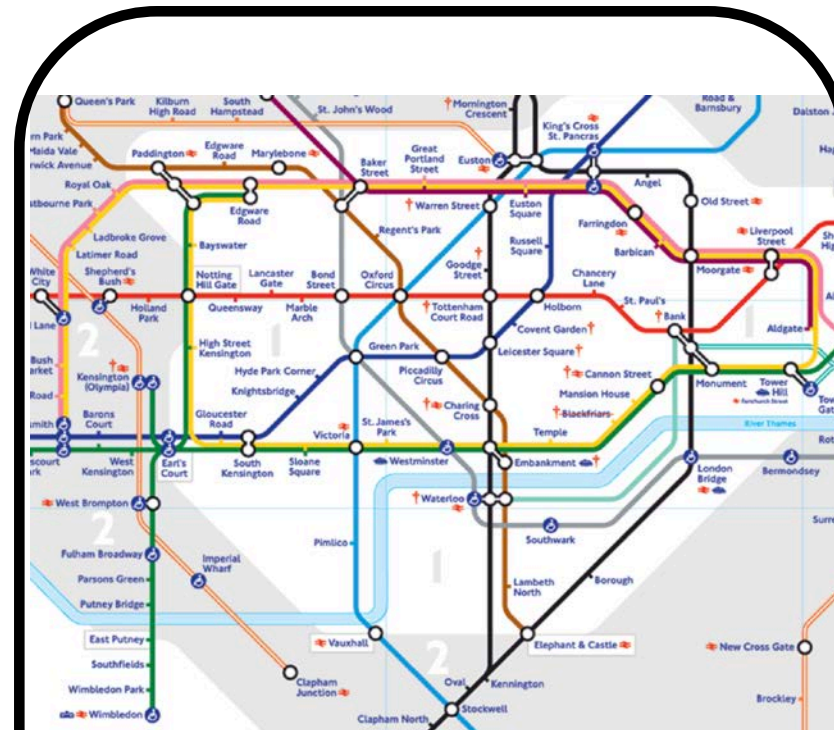 Queen's Park
Kilburn
High Road
South
Hampstead
St. John's Wood
Mornington
Crescent
King's Cross
St. Pancras
Road &
Barnsbury
Dalston
Maida Vale
Warwick Avenue
Paddington
Edgware
Road
Marylebone
Baker
Street
Great
Portland
Street
Euston
Angel
Royal Oak
Edgware
Road
Warren Street
Euston
Square
Farringdon
Old Street
Liverpool
Street
Ladbroke Grove
Latimer Road
Bayswater
Regent's Park
Goodge
Street
Russell
Square
Barbican
Moorgate
White
City
Shepherd's
Bush
Holland
Park
Notting
Hill Gate
Queensway
Lancaster
Gate
Marble
Arch
Bond
Street
Oxford
Circus
Tottenham
Court Road
Holborn
Chancery
Lane
St. Paul's
Bank
Aldgate
2
1
1
High Street
Kensington
Hyde Park Corner
Knightsbridge
Green Park
Piccadilly
Circus
Covent Garden
Leicester Square
Cannon Street
Mansion House
Blackfriars
Monument
Tower
Hill
Fenchurch Street
Kensington
(Olympia)
Barons
Court
Gloucester
Road
Victoria
St. James's
Park
Charing
Cross
Temple
River Thames
West
Kensington
Earl's
Court
South
Kensington
Sloane
Square
Westminster
Embankment
London
Bridge
Bermondsey
West Brompton
Waterloo
Southwark
2
Fulham Broadway
Imperial
Wharf
Pimlico
1
Parsons Green
Putney Bridge
Lambeth
North
Borough
East Putney
Vauxhall
Elephant & Castle
New Cross Gate
Southfields
2
Wimbledon Park
Clapham
Junction
Oval
Kennington
Brockley
Wimbledon
Clapham North
Stockwell